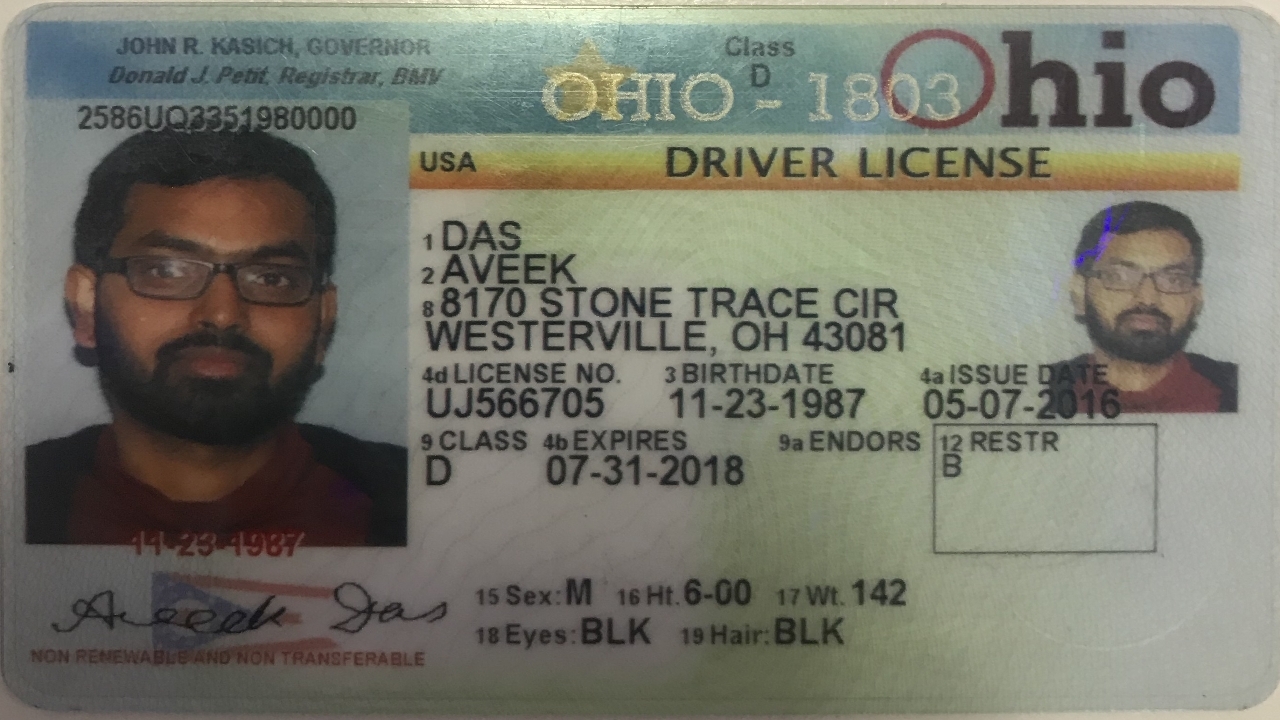 JOHN R. KASICH, GOVERNOR
Donald J. Petit, Registrar, BMV
Class
D
OHIO - 1803
Ohio
2586UQ3351980000
USA
DRIVER LICENSE
1 DAS
2 AVEEK
8 8170 STONE TRACE CIR
WESTERVILLE, OH 43081
4d LICENSE NO. 3 BIRTHDATE 4a ISSUE DATE
UJ566705 11-23-1987 05-07-2016
9 CLASS 4b EXPIRES 9a ENDORS 12 RESTR
D 07-31-2018 B
11-23-1987
Aveek Das
15 Sex: M 16 Ht. 6-00 17 Wt. 142
18 Eyes: BLK 19 Hair: BLK
NON RENEWABLE AND NON TRANSFERABLE